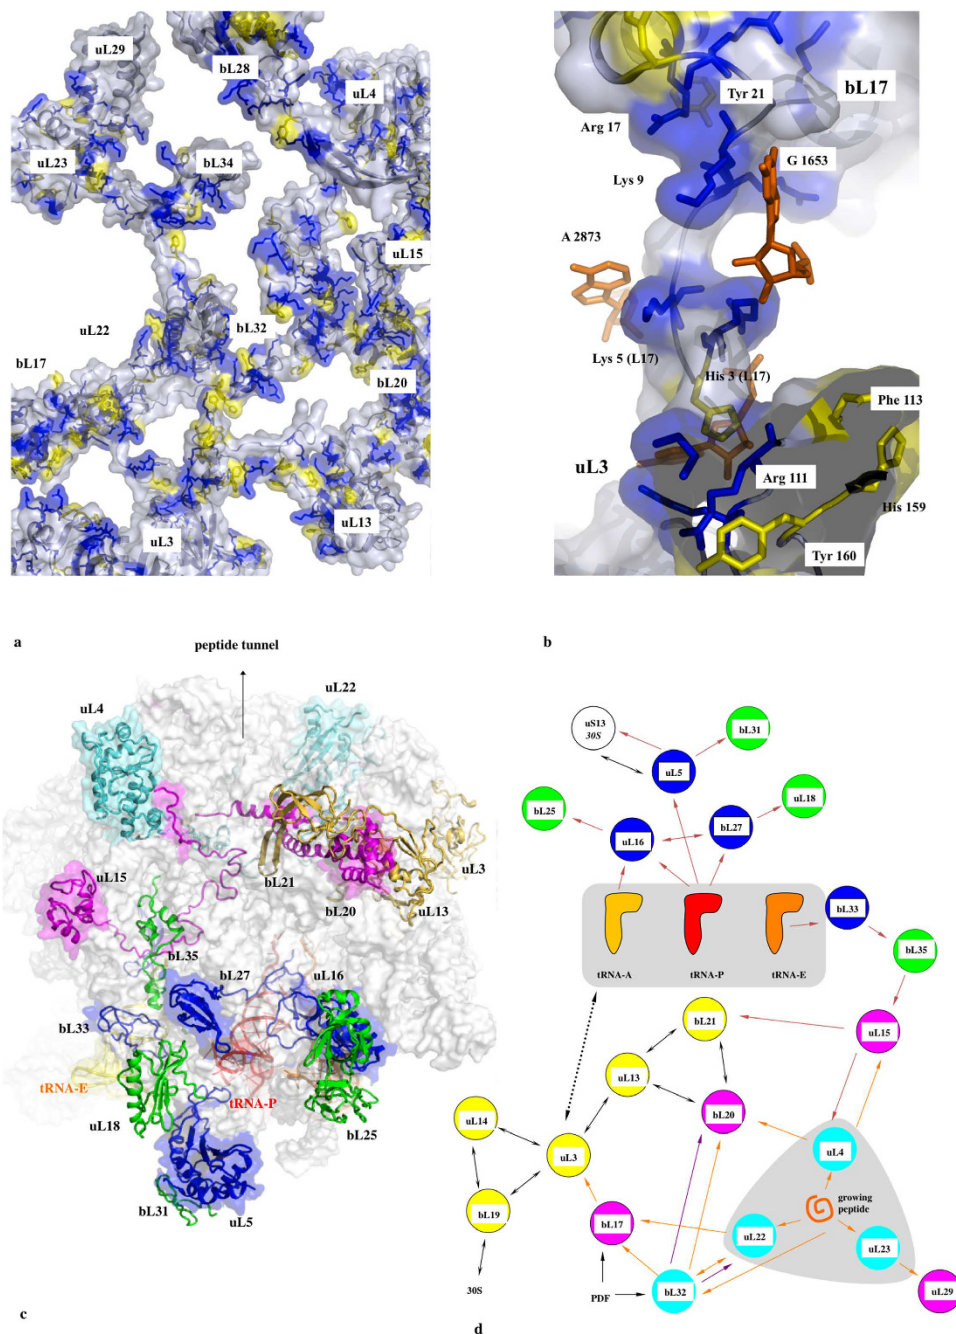 uL29
bL28
uL4
uL23
bL34
uL15
uL22
bL32
bL17
bL20
uL3
uL13
a
Tyr 21
bL17
Arg 17
G 1653
Lys 9
A 2873
Lys 5 (L17)
His 3 (L17)
Phe 113
uL3
Arg 111
His 159
Tyr 160
b
peptide tunnel
uL4
uL22
uL15
bL21
uL3
bL20
uL13
bL35
bL27
uL16
bL33
tRNA-E
tRNA-P
uL18
bL25
bL31
uL5
c
uS13
30S
bL31
uL5
bL25
uL18
uL16
bL27
tRNA-A
tRNA-P
tRNA-E
bL33
bL35
bL21
uL15
uL13
bL20
uL14
uL3
uL4
growing
peptide
bL19
bL17
uL22
uL23
30S
PDF
bL32
uL29
d